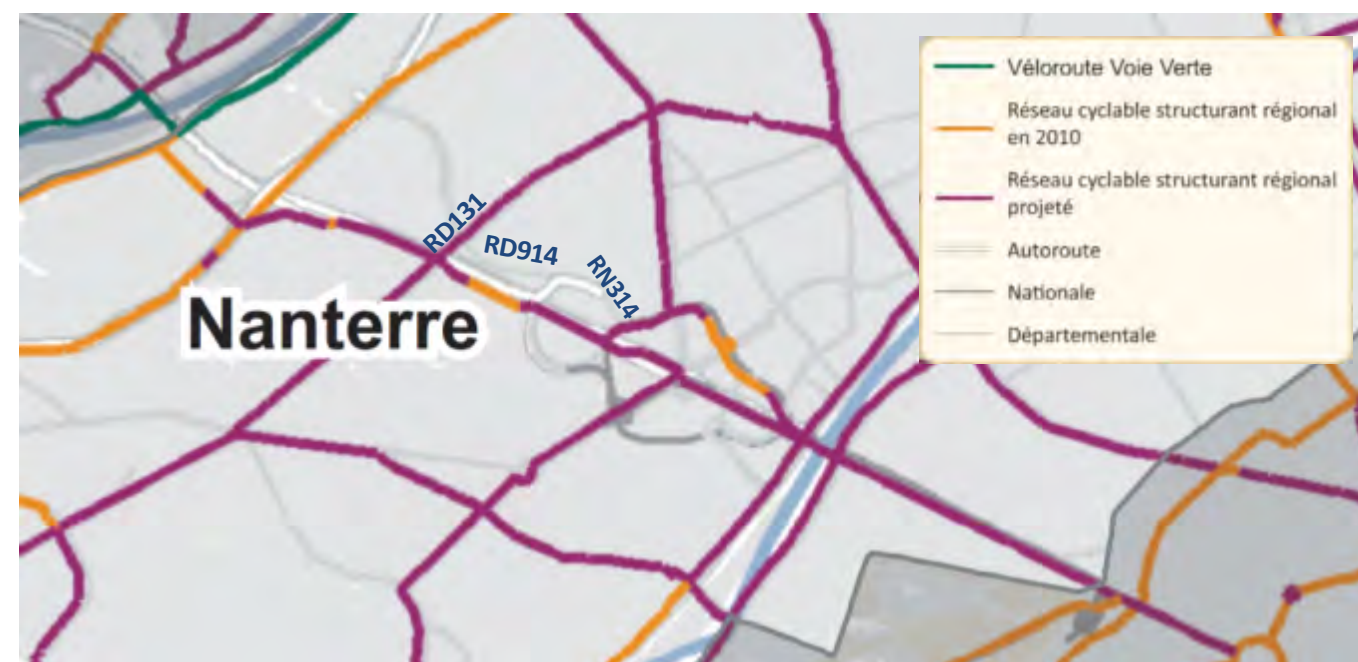 RD131
RD914
RN314
Nanterre
Véloroute Voie Verte
Réseau cyclable structurant régional
en 2010
Réseau cyclable structurant régional
projeté
Autoroute
Nationale
Départementale